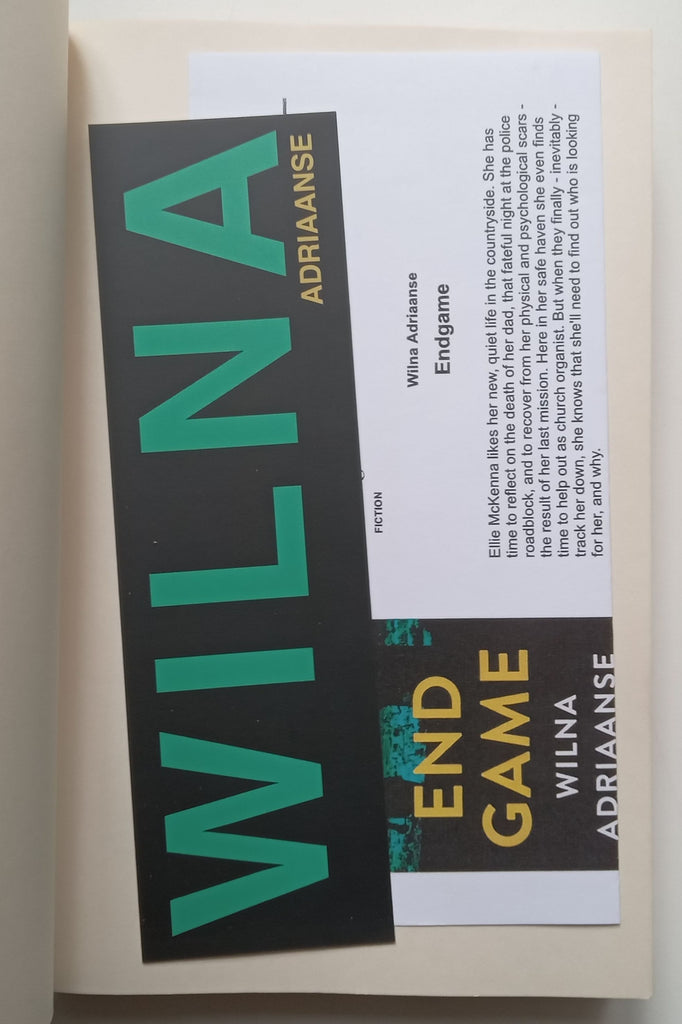 WILNA
ADRIAANSE
FICTION
Wilna Adriaanse
Endgame
Ellie McKenna likes her new, quiet life in the countryside. She has
time to reflect on the death of her dad, that fateful night at the police
roadblock, and to recover from her physical and psychological scars -
the result of her last mission. Here in her safe haven she even finds
time to help out as church organist. But when they finally - inevitably -
track her down, she knows that she'll need to find out who is looking
for her, and why.
END
GAME
WILNA
ADRIAANSE